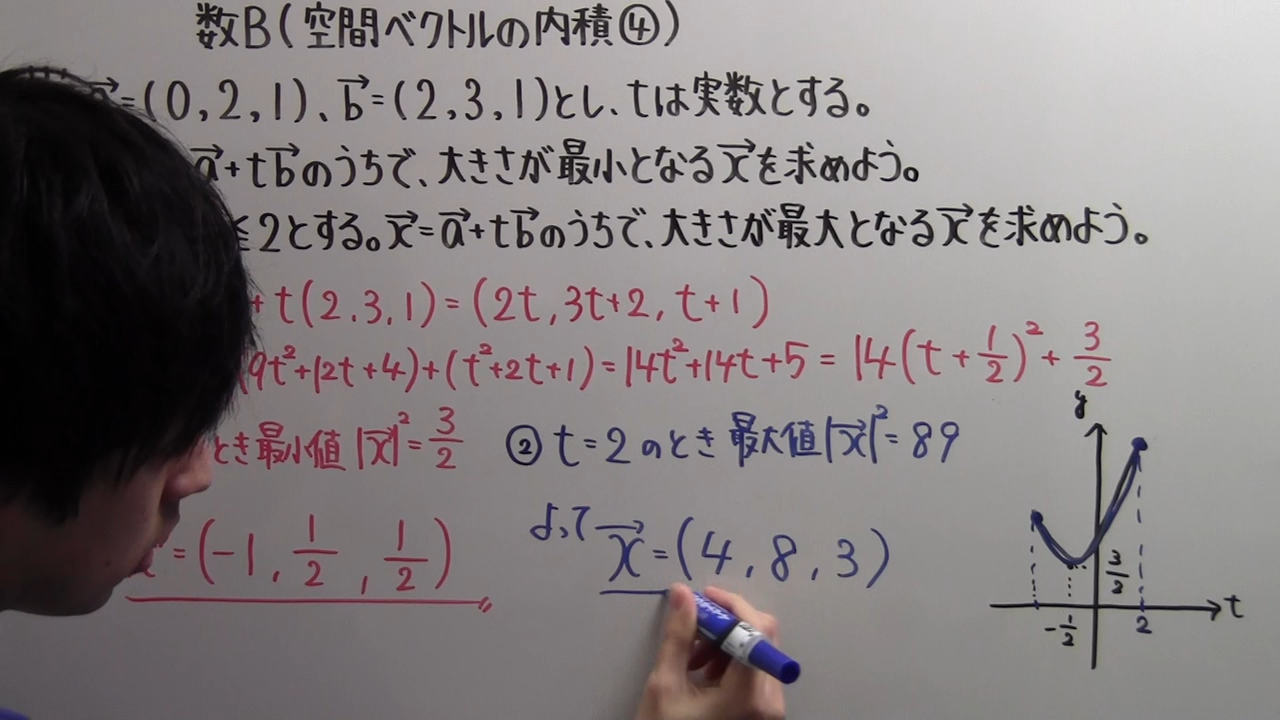 数B(空間ベクトルの内積④)
a=(0,2,1)、b=(2,3,1)とし、tは実数とする。
a+tbのうちで、大きさが最小となるxを求めよう。
≦2とする。x=a+tbのうちで、大きさが最大となるxを求めよう。
+t(2.3.1)=(2t,3t+2,t+1)
(9t²+12t+4)+(t²+2t+1)=14t²+14t+5=14(t+1/2)²+3/2
とき最小値|x|²=3/2 ②t=2のとき最大値|x|²=89
=(-1,1/2,1/2) よってx=(4,8,3)
y
3/2
t
-1/2
2